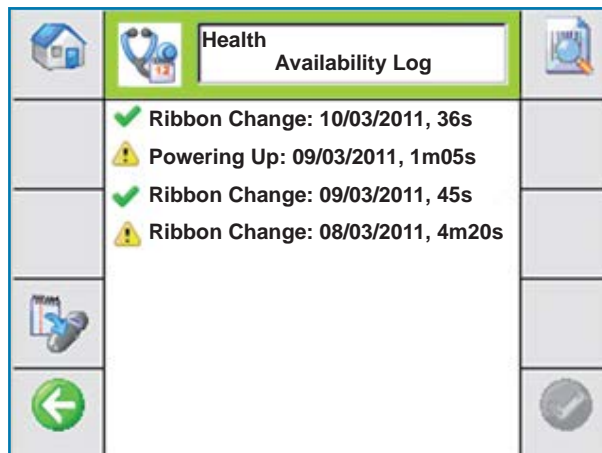 Health
Availability Log
12
Ribbon Change: 10/03/2011, 36s
Powering Up: 09/03/2011, 1m05s
Ribbon Change: 09/03/2011, 45s
Ribbon Change: 08/03/2011, 4m20s